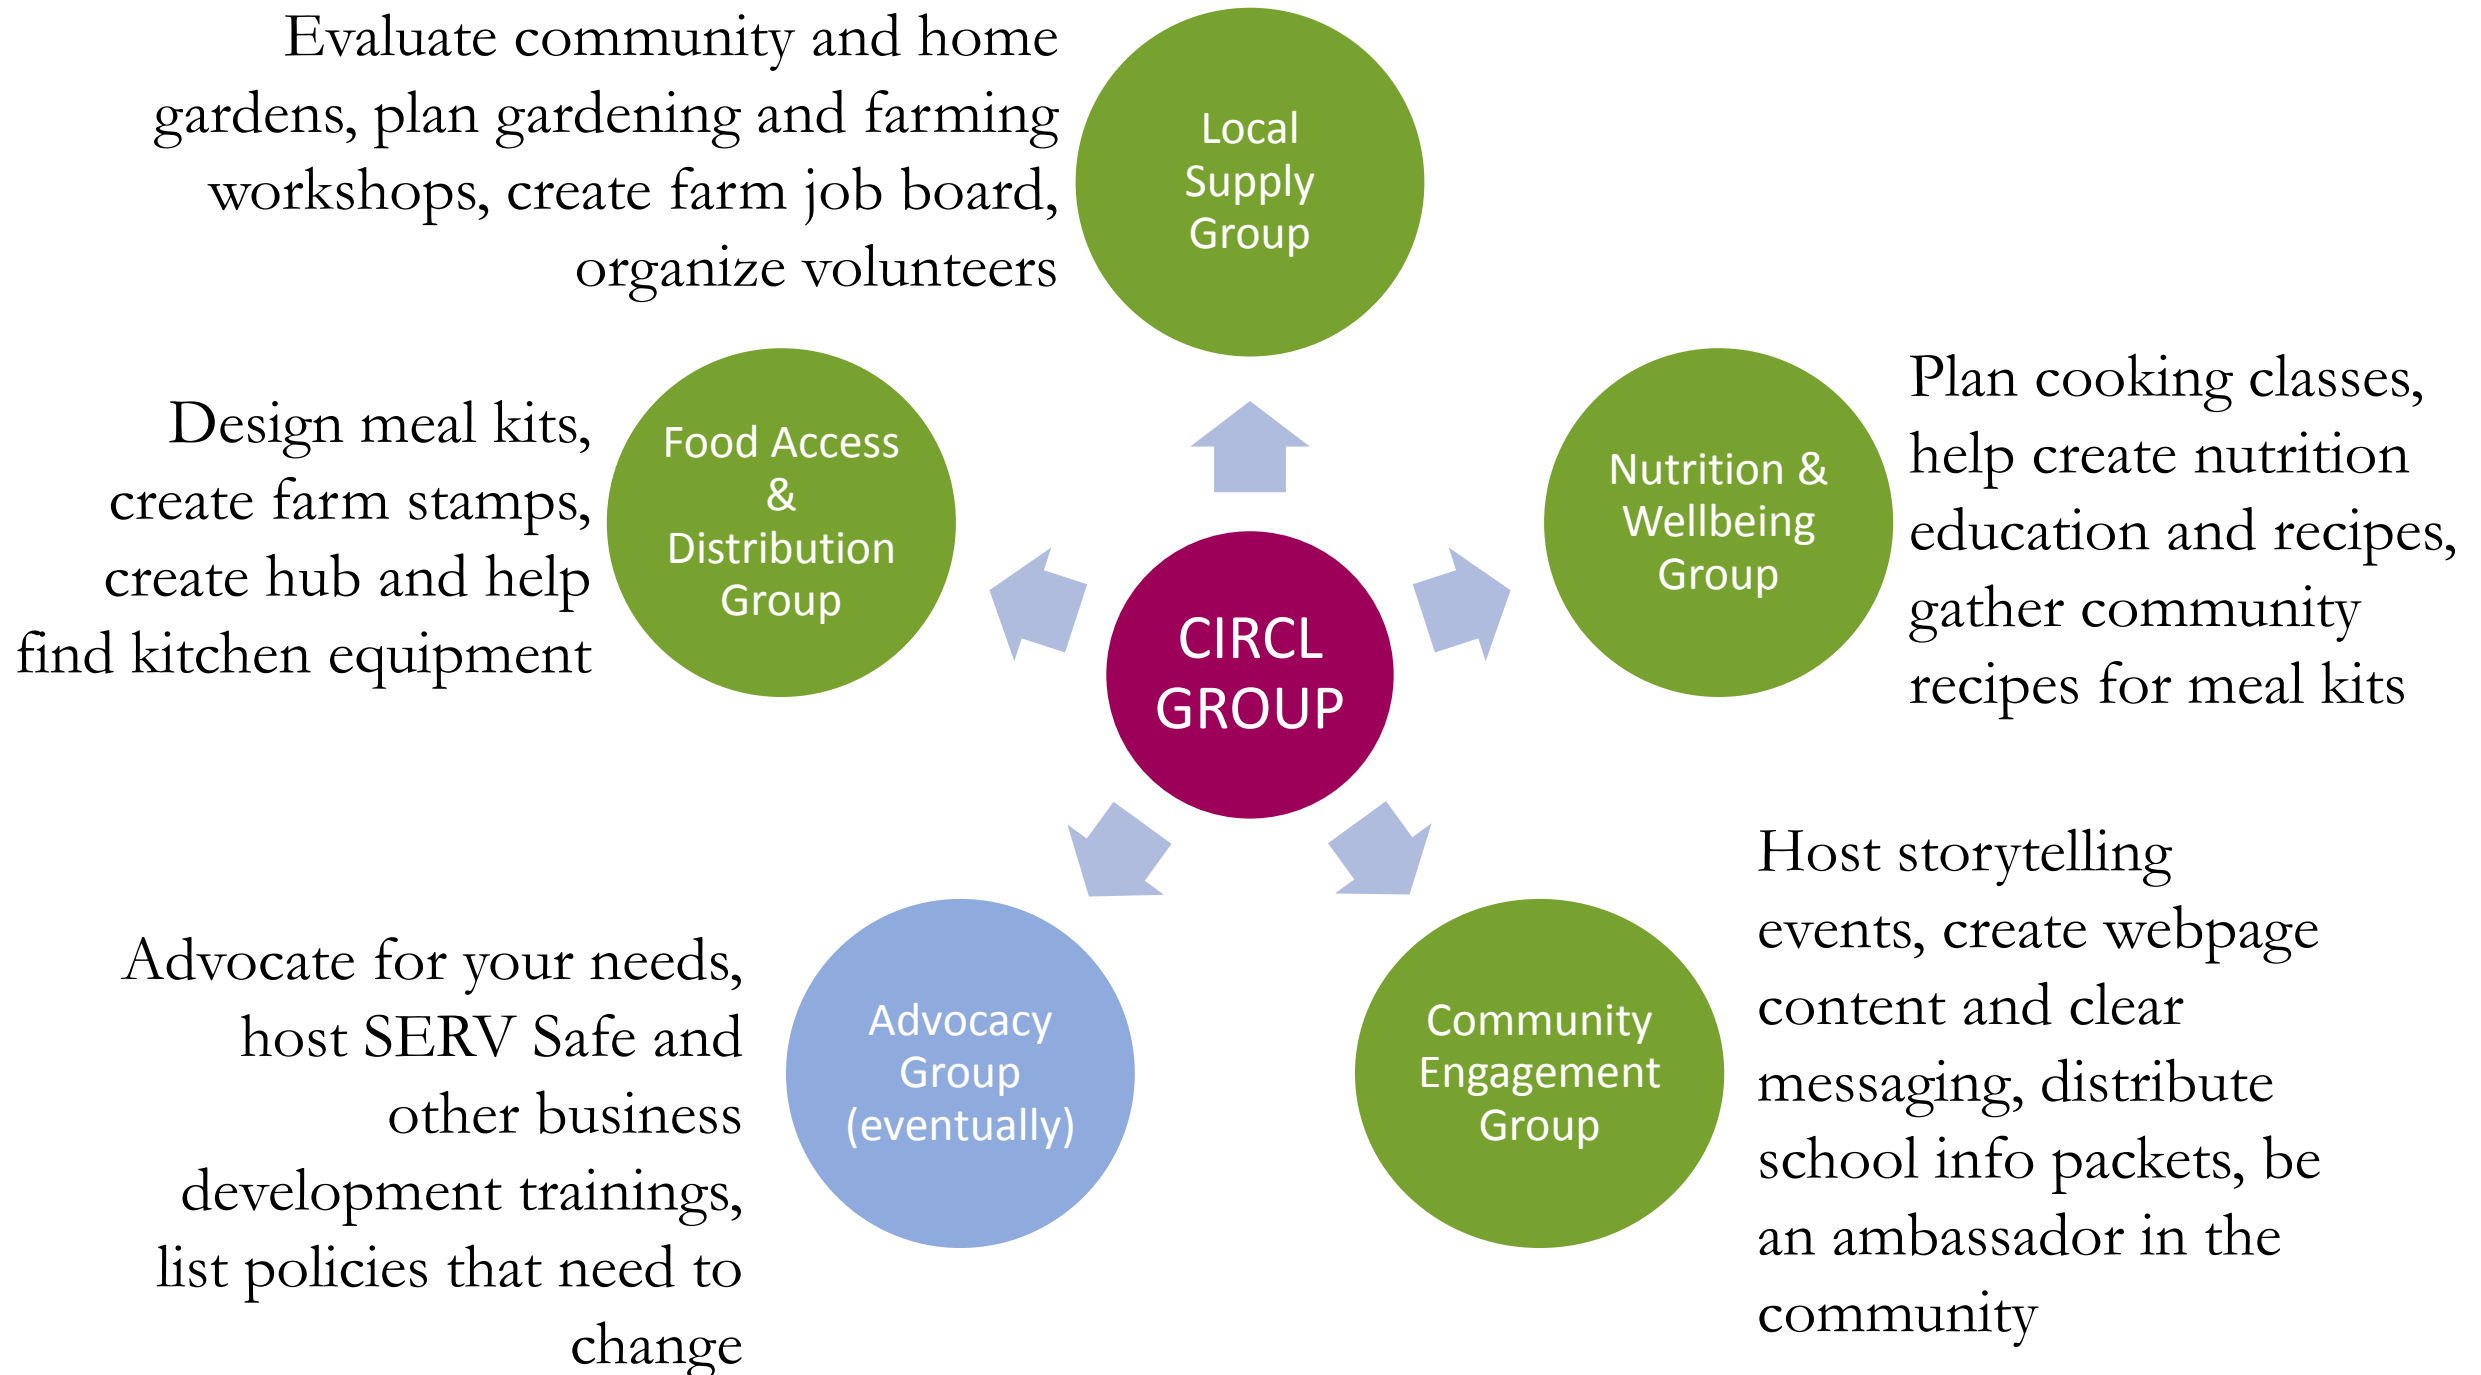 Evaluate community and home
gardens, plan gardening and farming
workshops, create farm job board,
organize volunteers
Local
Supply
Group
Design meal kits,
create farm stamps,
create hub and help
find kitchen equipment
Food Access
&
Distribution
Group
Nutrition &
Wellbeing
Group
Plan cooking classes,
help create nutrition
education and recipes,
gather community
recipes for meal kits
CIRCL
GROUP
Advocate for your needs,
host SERV Safe and
other business
development trainings,
list policies that need to
change
Advocacy
Group
(eventually)
Community
Engagement
Group
Host storytelling
events, create webpage
content and clear
messaging, distribute
school info packets, be
an ambassador in the
community